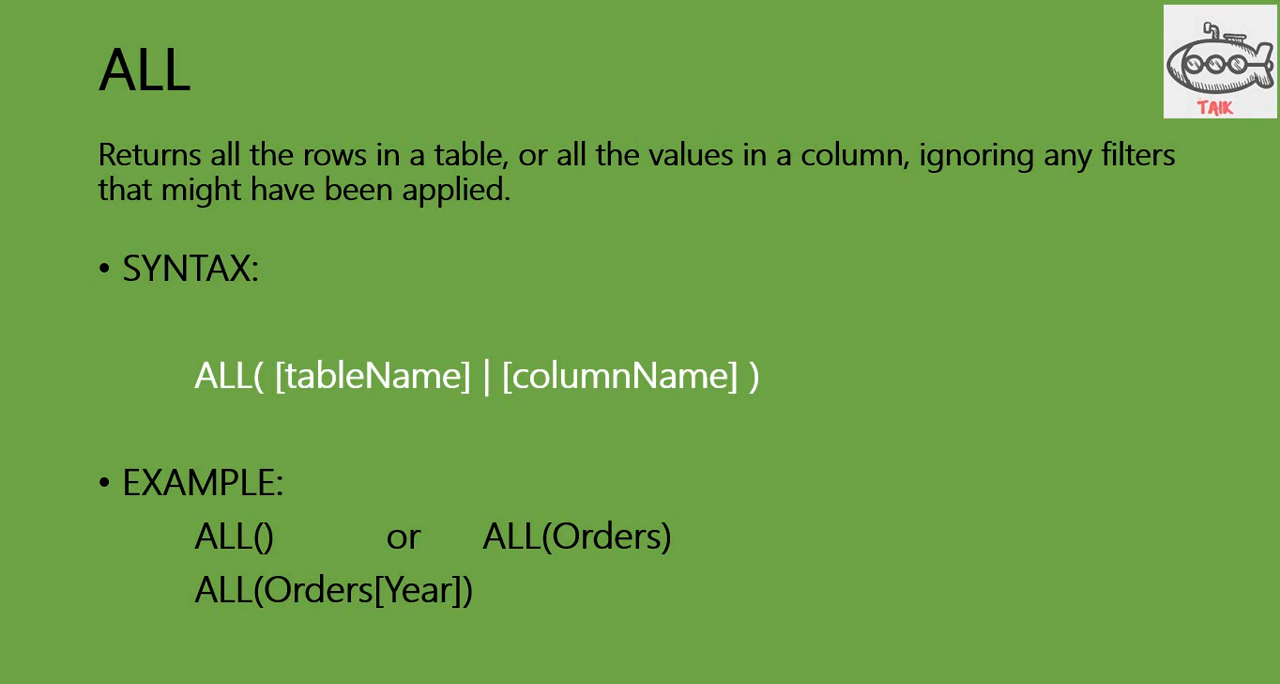 ALL
TAIK
Returns all the rows in a table, or all the values in a column, ignoring any filters
that might have been applied.
• SYNTAX:
ALL( [tableName] | [columnName] )
• EXAMPLE:
ALL() or ALL(Orders)
ALL(Orders[Year])